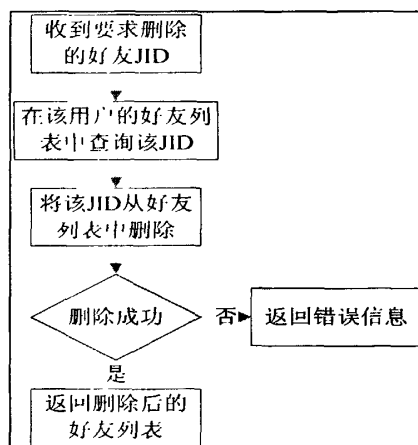 收到要求删除
的好友JID
在该用户的好友列
表中查询该JID
将该JID从好友
列表中删除
删除成功
否
返回错误信息
是
返回删除后的
好友列表